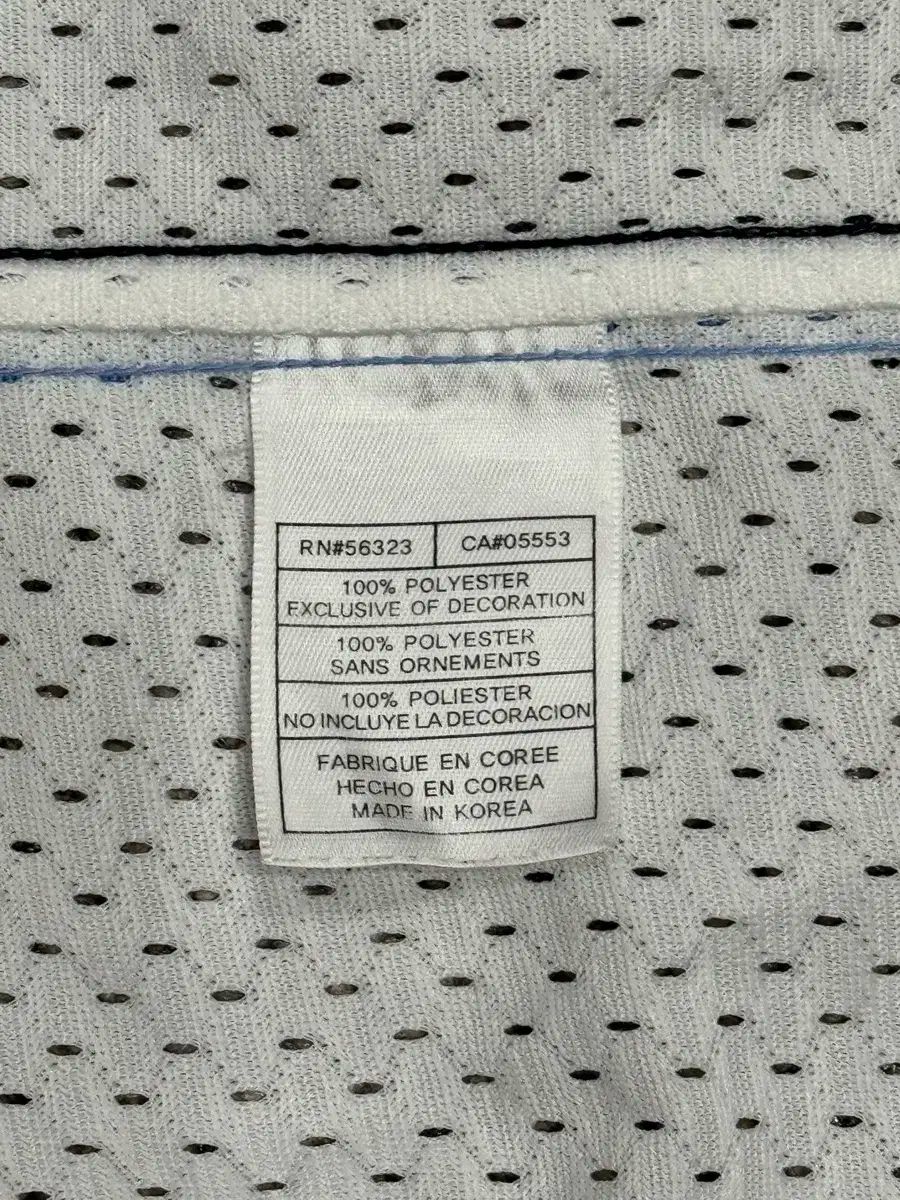 RN#56323 CA#05553
100% POLYESTER
EXCLUSIVE OF DECORATION
100% POLYESTER
SANS ORNEMENTS
100% POLIESTER
NO INCLUYE LA DECORACION
FABRIQUE EN COREE
HECHO EN COREA
MADE IN KOREA